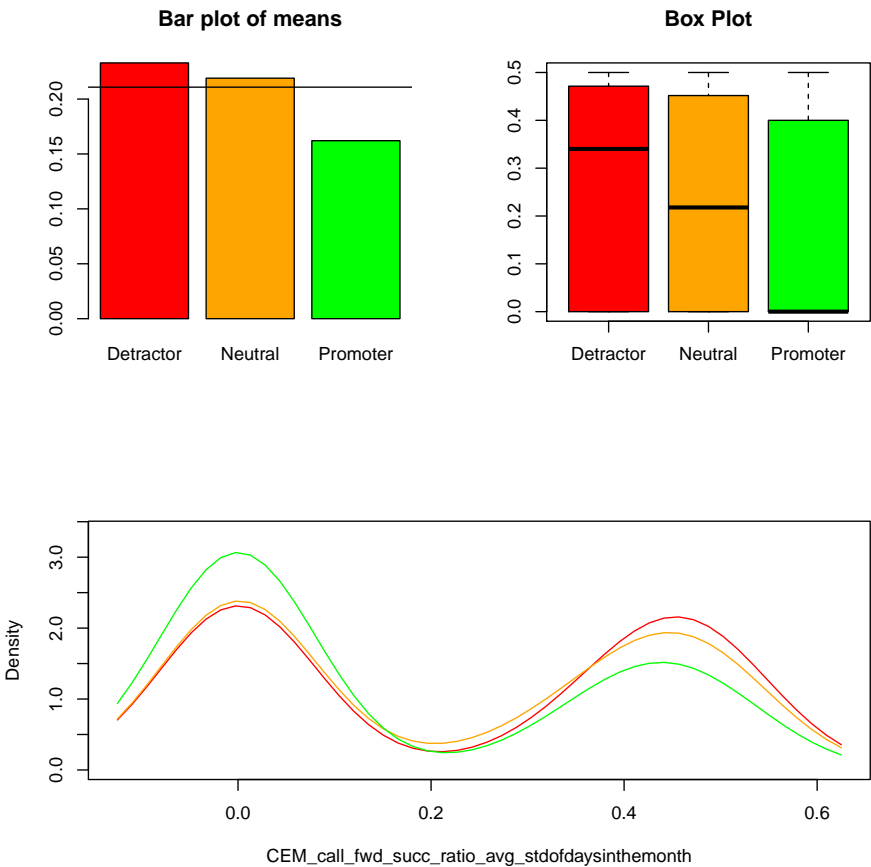 Bar plot of means
0.00
0.05
0.10
0.15
0.20
Detractor Neutral Promoter
Box Plot
0.0
0.1
0.2
0.3
0.4
0.5
Detractor Neutral Promoter
Density
0.0
1.0
2.0
3.0
0.0 0.2 0.4 0.6
CEM_call_fwd_succ_ratio_avg_stdofdaysinthemonth